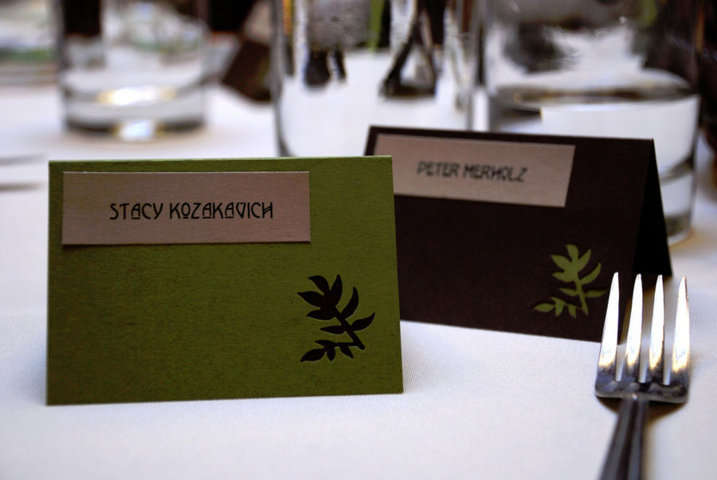 STACY KOZAKAVICH
PETER MERHOLZ